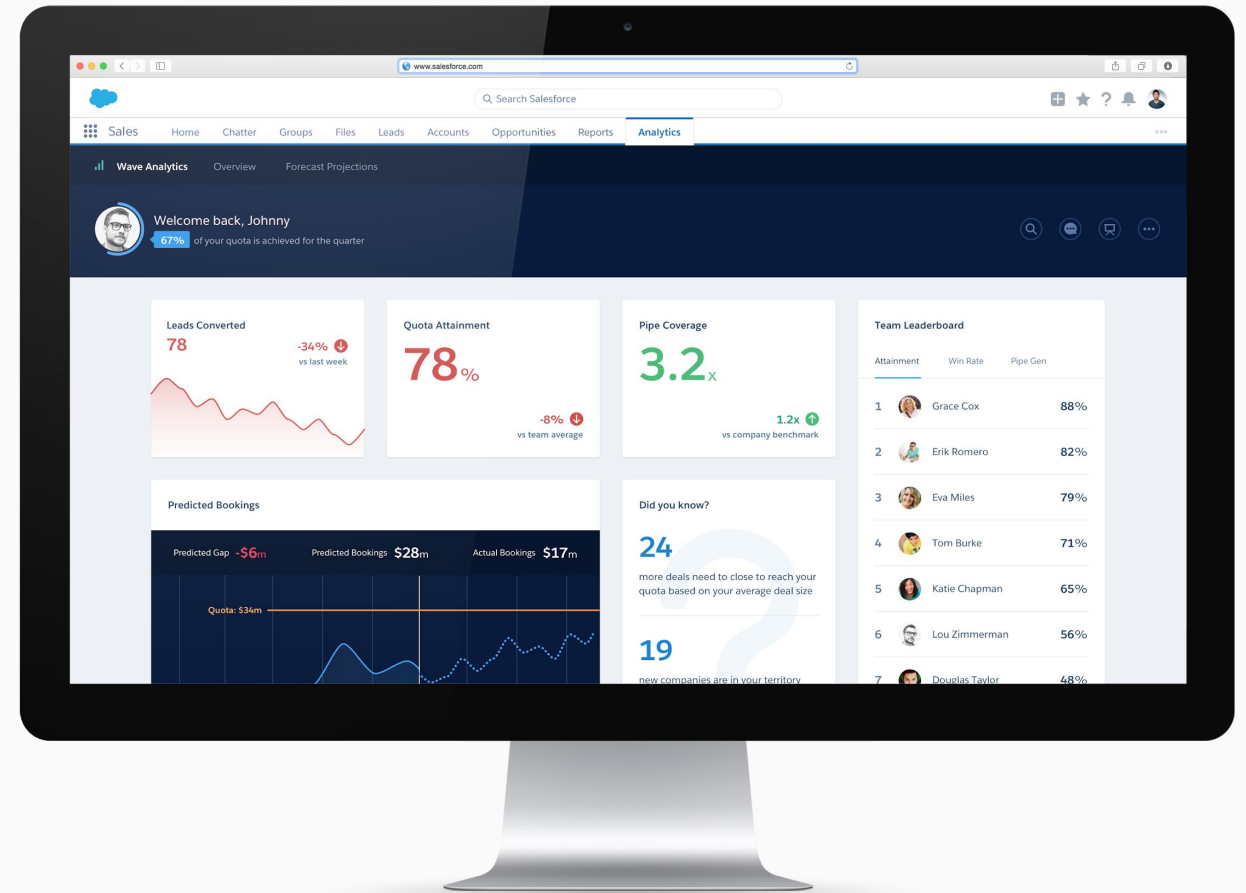 www.salesforce.com
Search Salesforce
Sales Home Chatter Groups Files Leads Accounts Opportunities Reports Analytics
Wave Analytics Overview Forecast Projections
Welcome back, Johnny
67% of your quota is achieved for the quarter
Leads Converted
78
-34%
vs last week
Quota Attainment
78%
-8%
vs team average
Pipe Coverage
3.2x
1.2x
vs company benchmark
Team Leaderboard
Attainment Win Rate Pipe Gen
1 Grace Cox 88%
2 Erik Romero 82%
3 Eva Miles 79%
4 Tom Burke 71%
5 Katie Chapman 65%
6 Lou Zimmerman 56%
7 Douglas Taylor 48%
Predicted Bookings
Predicted Gap -$6m Predicted Bookings $28m Actual Bookings $17m
Quota: $34m
Did you know?
24
more deals need to close to reach your
quota based on your average deal size
19
new companies are in your territory